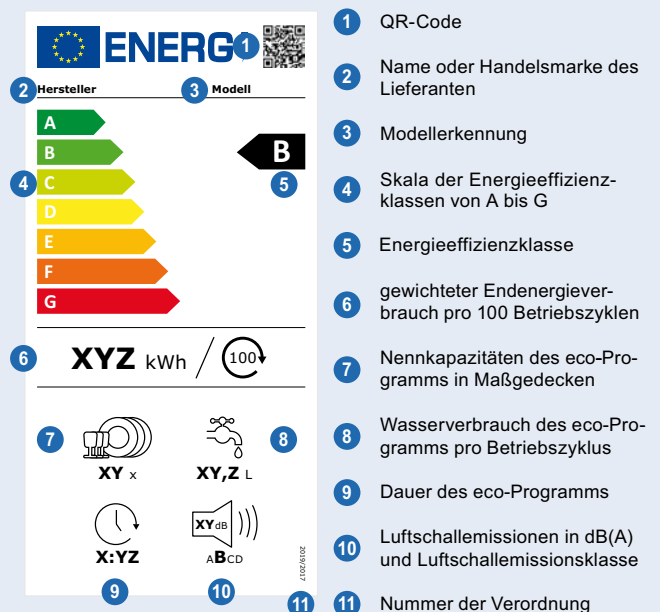 ENERG
1
2 Hersteller 3 Modell
A
B
B
4 C
5
D
E
F
G
6 XYZ kWh / 100
7
8
XY x
XY,Z L
XYdB
X:YZ
ABCD
2019/2017
9
10
11
1 QR-Code
2 Name oder Handelsmarke des
Lieferanten
3 Modellerkennung
4 Skala der Energieeffizienz-
klassen von A bis G
5 Energieeffizienzklasse
6 gewichteter Endenergiever-
brauch pro 100 Betriebszyklen
7 Nennkapazitäten des eco-Pro-
gramms in Maßgedecken
8 Wasserverbrauch des eco-Pro-
gramms pro Betriebszyklus
9 Dauer des eco-Programms
10 Luftschallemissionen in dB(A)
und Luftschallemissionsklasse
11 Nummer der Verordnung